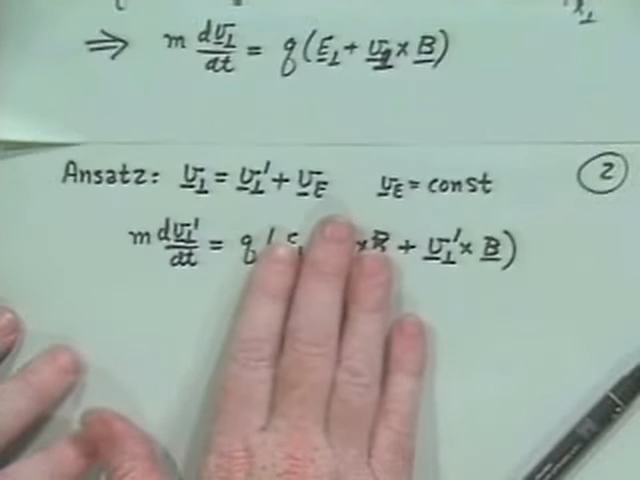 ⇒ m dv⊥/dt = q(E⊥ + v⊥ × B)
Ansatz: v⊥ = v⊥' + vE vE = const ②
m dv⊥'/dt = q(E × B + v⊥' × B)